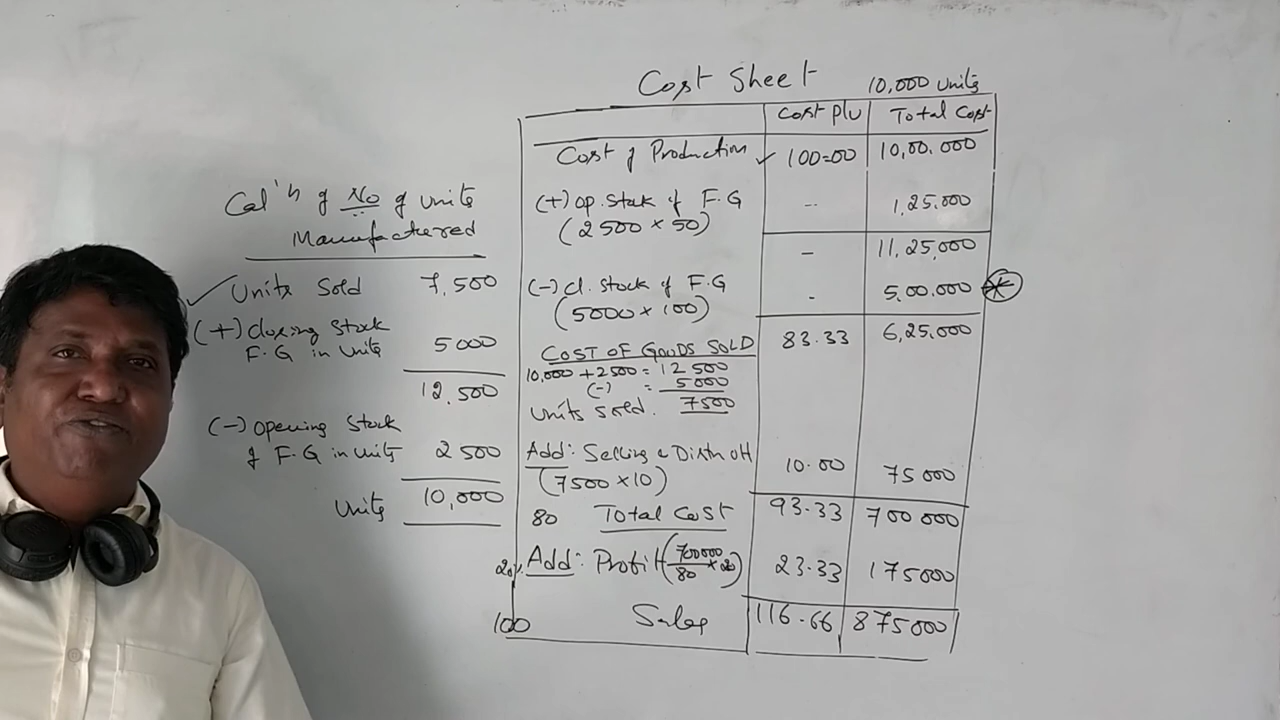 Cal'n of No of units
Manufactured
✓ Units Sold 7,500
(+) Closing Stock
F.G in units 5000
12,500
(-) Opening Stock
of F.G in units 2500
Units 10,000
Cost Sheet 10,000 units
Cost P/U Total Cost
Cost of Production ✓ 100=00 10,00,000
(+) Op. Stock of F.G -- 1,25,000
(2500 × 50)
- 11,25,000
(-) Cl. Stock of F.G - 5,00,000 *
(5000 × 100)
COST OF GOODS SOLD 83.33 6,25,000
10,000 + 2500 = 12500
(-) = 5000
Units sold. 7500
Add: Selling & Distn OH 10.00 75000
(7500 × 10)
80 Total Cost 93.33 700000
20% Add: Profit (700000/80 × 20) 23.33 175000
100 Sales 116.66 875000